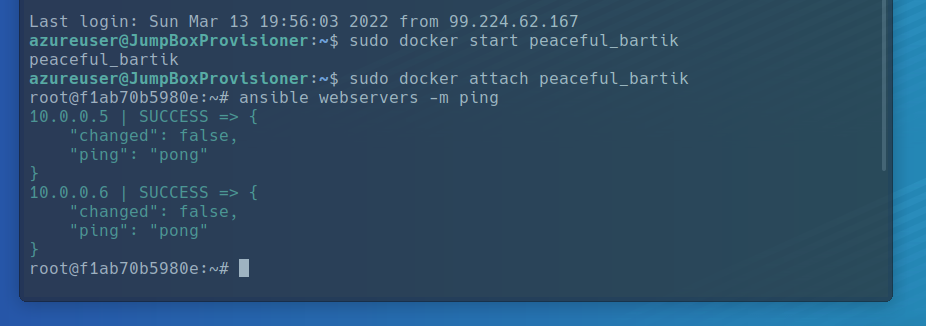 Last login: Sun Mar 13 19:56:03 2022 from 99.224.62.167
azureuser@JumpBoxProvisioner:~$ sudo docker start peaceful_bartik
peaceful_bartik
azureuser@JumpBoxProvisioner:~$ sudo docker attach peaceful_bartik
root@f1ab70b5980e:~# ansible webservers -m ping
10.0.0.5 | SUCCESS => {
    "changed": false,
    "ping": "pong"
}
10.0.0.6 | SUCCESS => {
    "changed": false,
    "ping": "pong"
}
root@f1ab70b5980e:~#